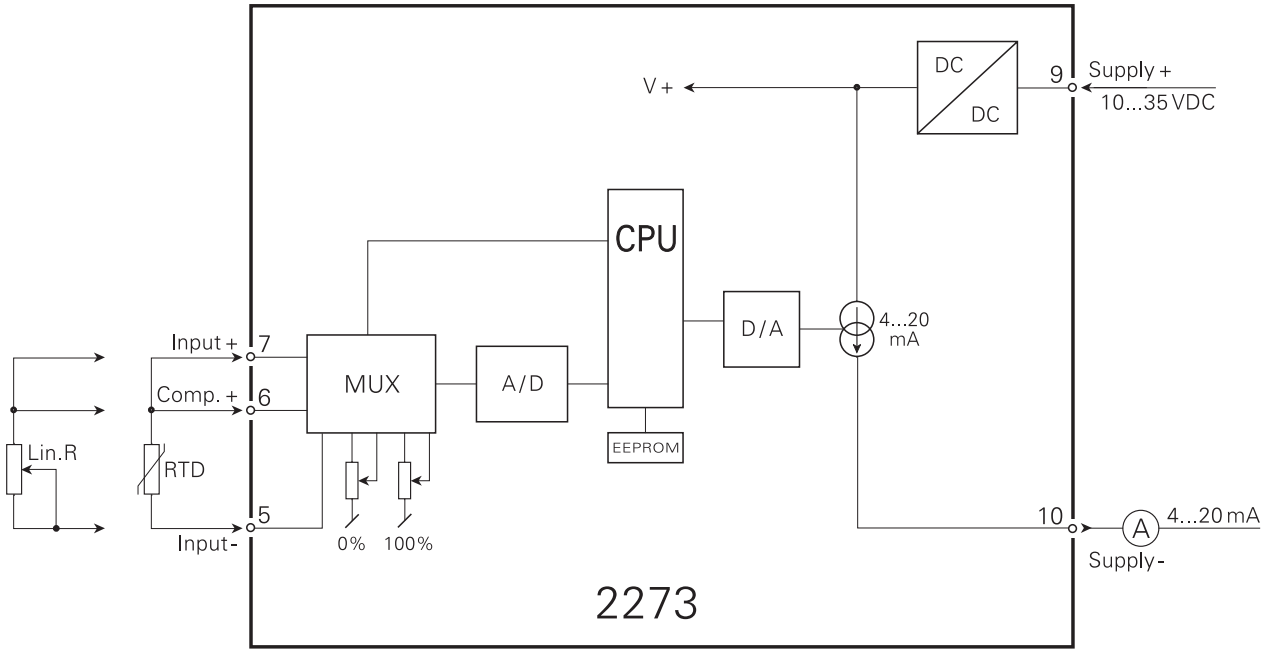 DC
DC
9
Supply +
10...35 VDC
V +
CPU
D/A
4...20
mA
Input +
7
MUX
A/D
Comp. +
6
EEPROM
Lin.R
RTD
5
Input -
0%
100%
10
A
4...20 mA
Supply -
2273